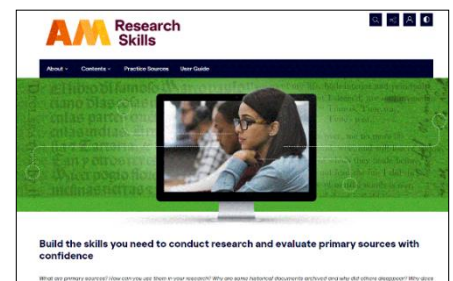 AM Research
Skills
About Contents Practice Sources User Guide
Build the skills you need to conduct research and evaluate primary sources with
confidence
What are primary sources? How can you use them in your research? Why are some historical documents archived and why did others disappear? Why does